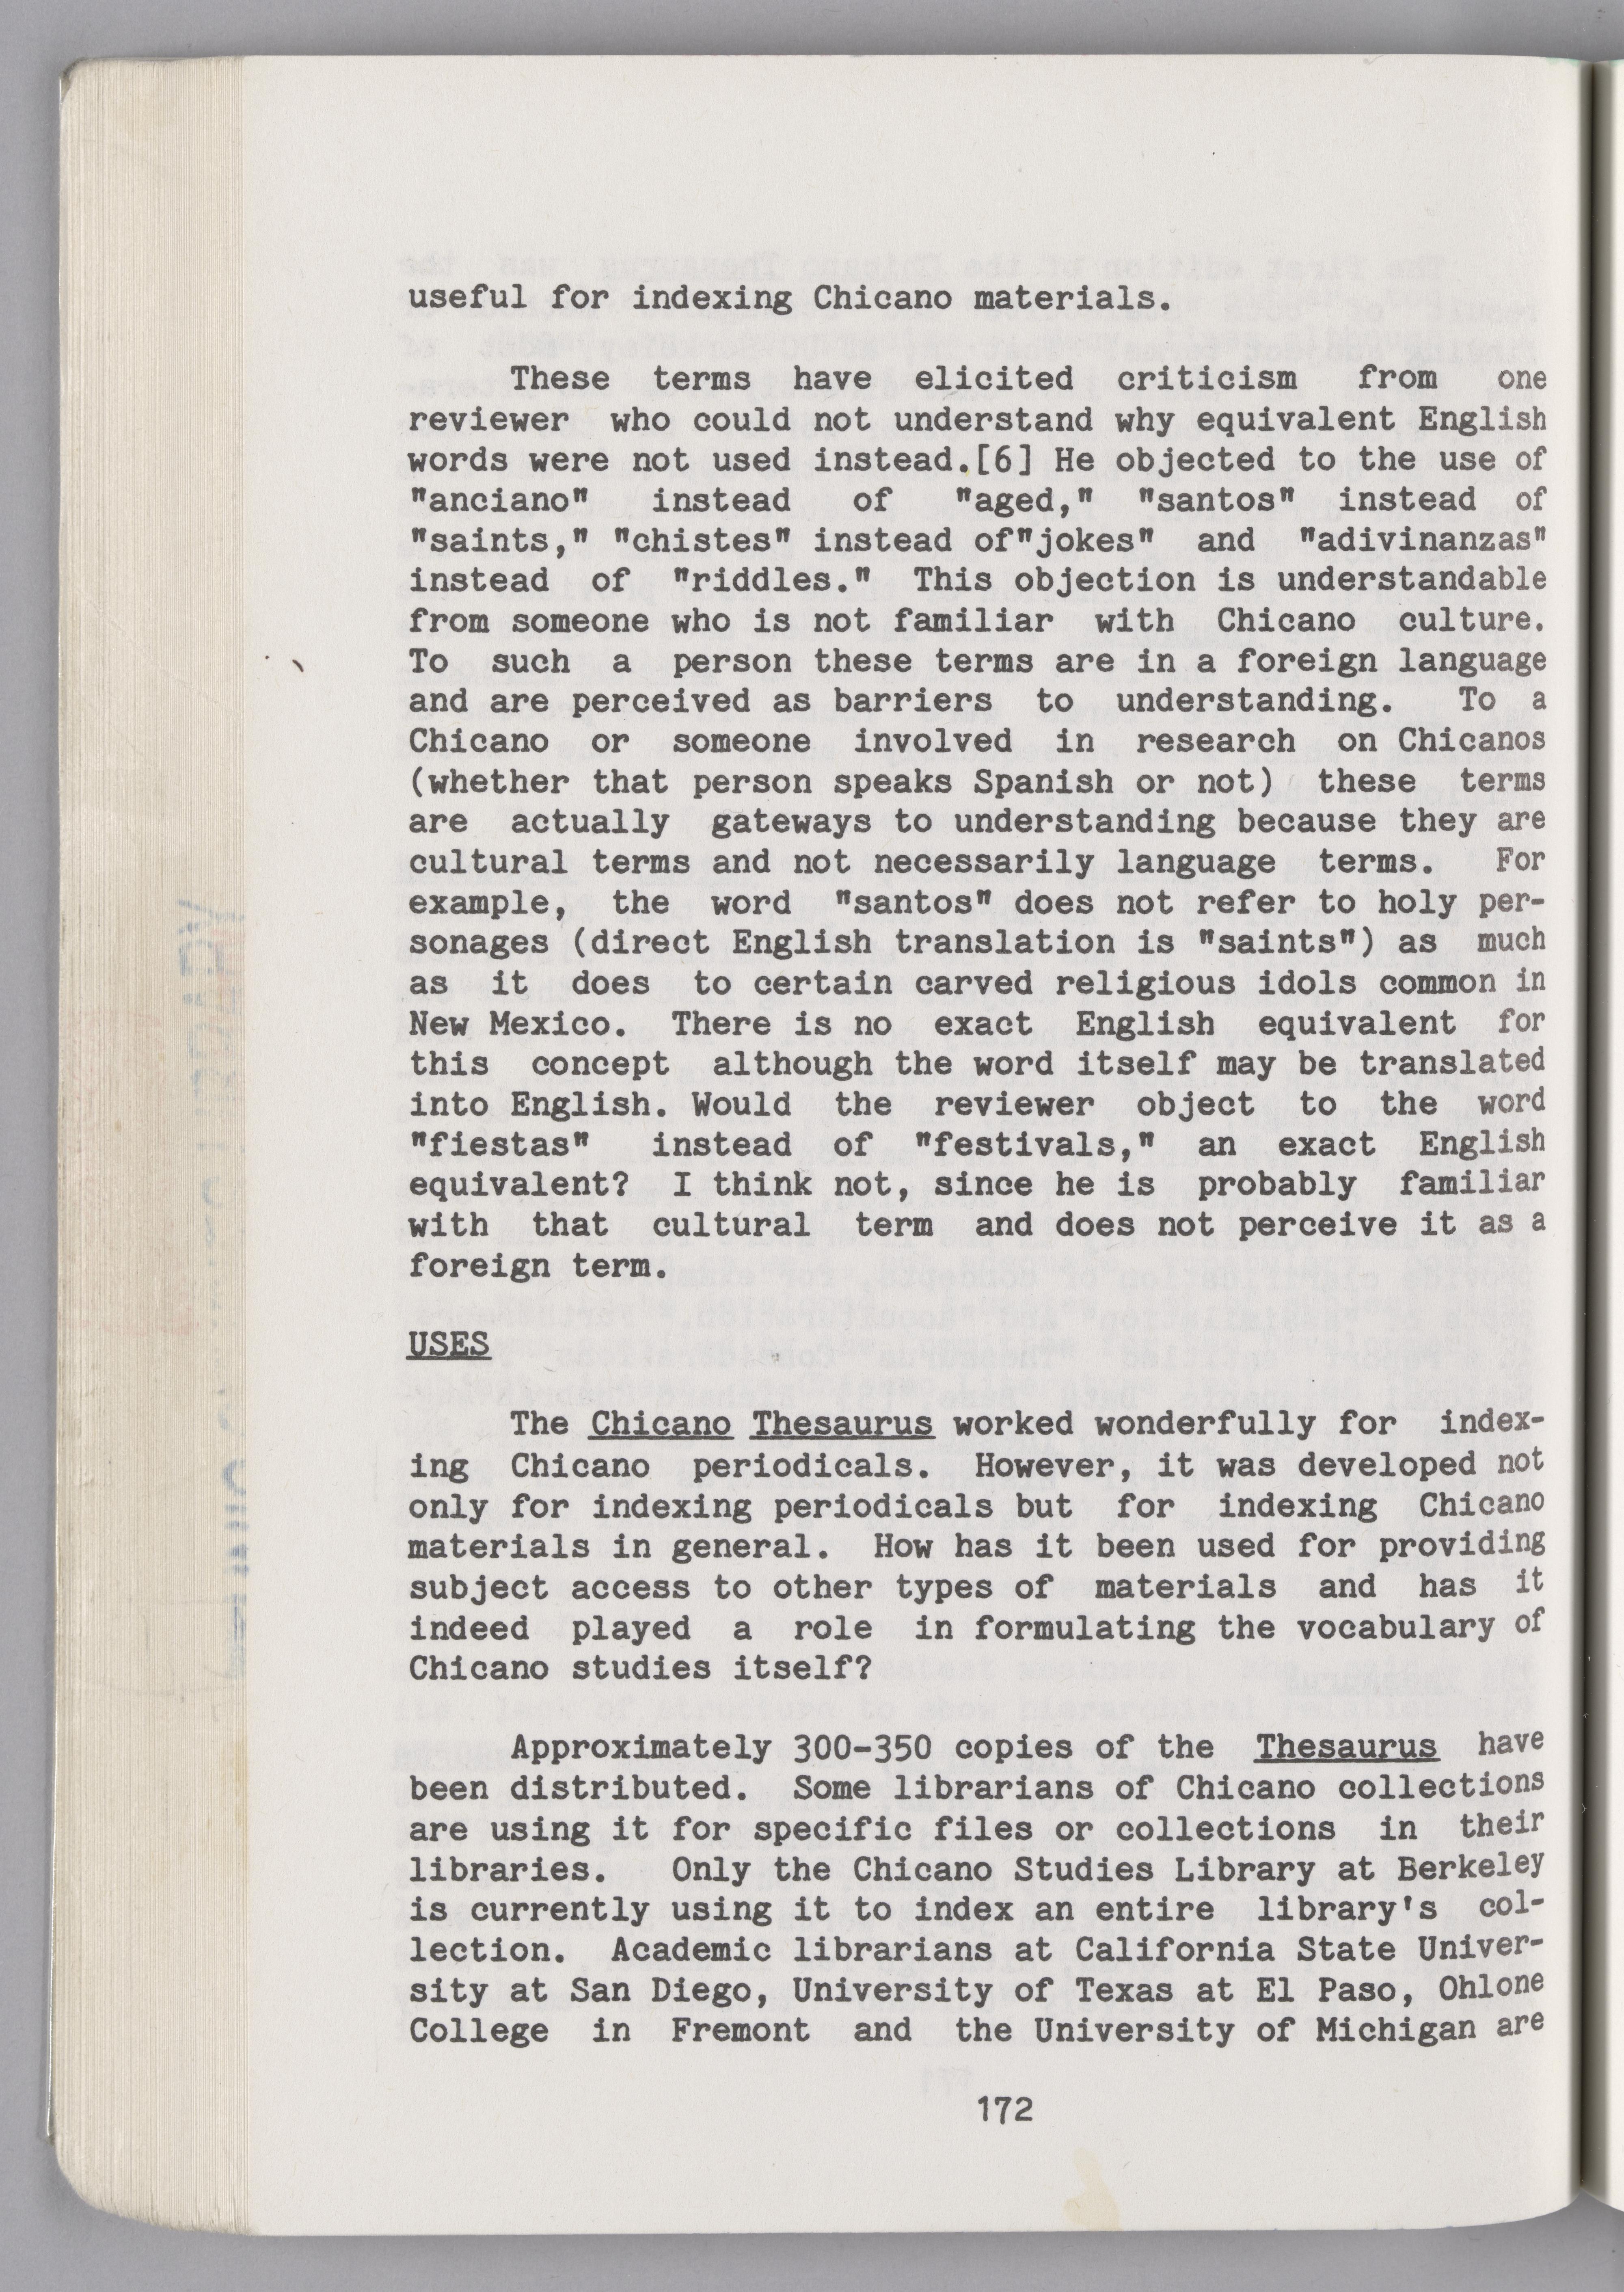 useful for indexing Chicano materials.
These terms have elicited criticism from one
reviewer who could not understand why equivalent English
words were not used instead.[6] He objected to the use of
"anciano" instead of "aged," "santos" instead of
"saints," "chistes" instead of"jokes" and "adivinanzas"
instead of "riddles." This objection is understandable
from someone who is not familiar with Chicano culture.
To such a person these terms are in a foreign language
and are perceived as barriers to understanding. To a
Chicano or someone involved in research on Chicanos
(whether that person speaks Spanish or not) these terms
are actually gateways to understanding because they are
cultural terms and not necessarily language terms. For
example, the word "santos" does not refer to holy per-
sonages (direct English translation is "saints") as much
as it does to certain carved religious idols common in
New Mexico. There is no exact English equivalent for
this concept although the word itself may be translated
into English. Would the reviewer object to the word
"fiestas" instead of "festivals," an exact English
equivalent? I think not, since he is probably familiar
with that cultural term and does not perceive it as a
foreign term.
USES
The Chicano Thesaurus worked wonderfully for index-
ing Chicano periodicals. However, it was developed not
only for indexing periodicals but for indexing Chicano
materials in general. How has it been used for providing
subject access to other types of materials and has it
indeed played a role in formulating the vocabulary of
Chicano studies itself?
Approximately 300-350 copies of the Thesaurus have
been distributed. Some librarians of Chicano collections
are using it for specific files or collections in their
libraries. Only the Chicano Studies Library at Berkeley
is currently using it to index an entire library's col-
lection. Academic librarians at California State Univer-
sity at San Diego, University of Texas at El Paso, Ohlone
College in Fremont and the University of Michigan are
172